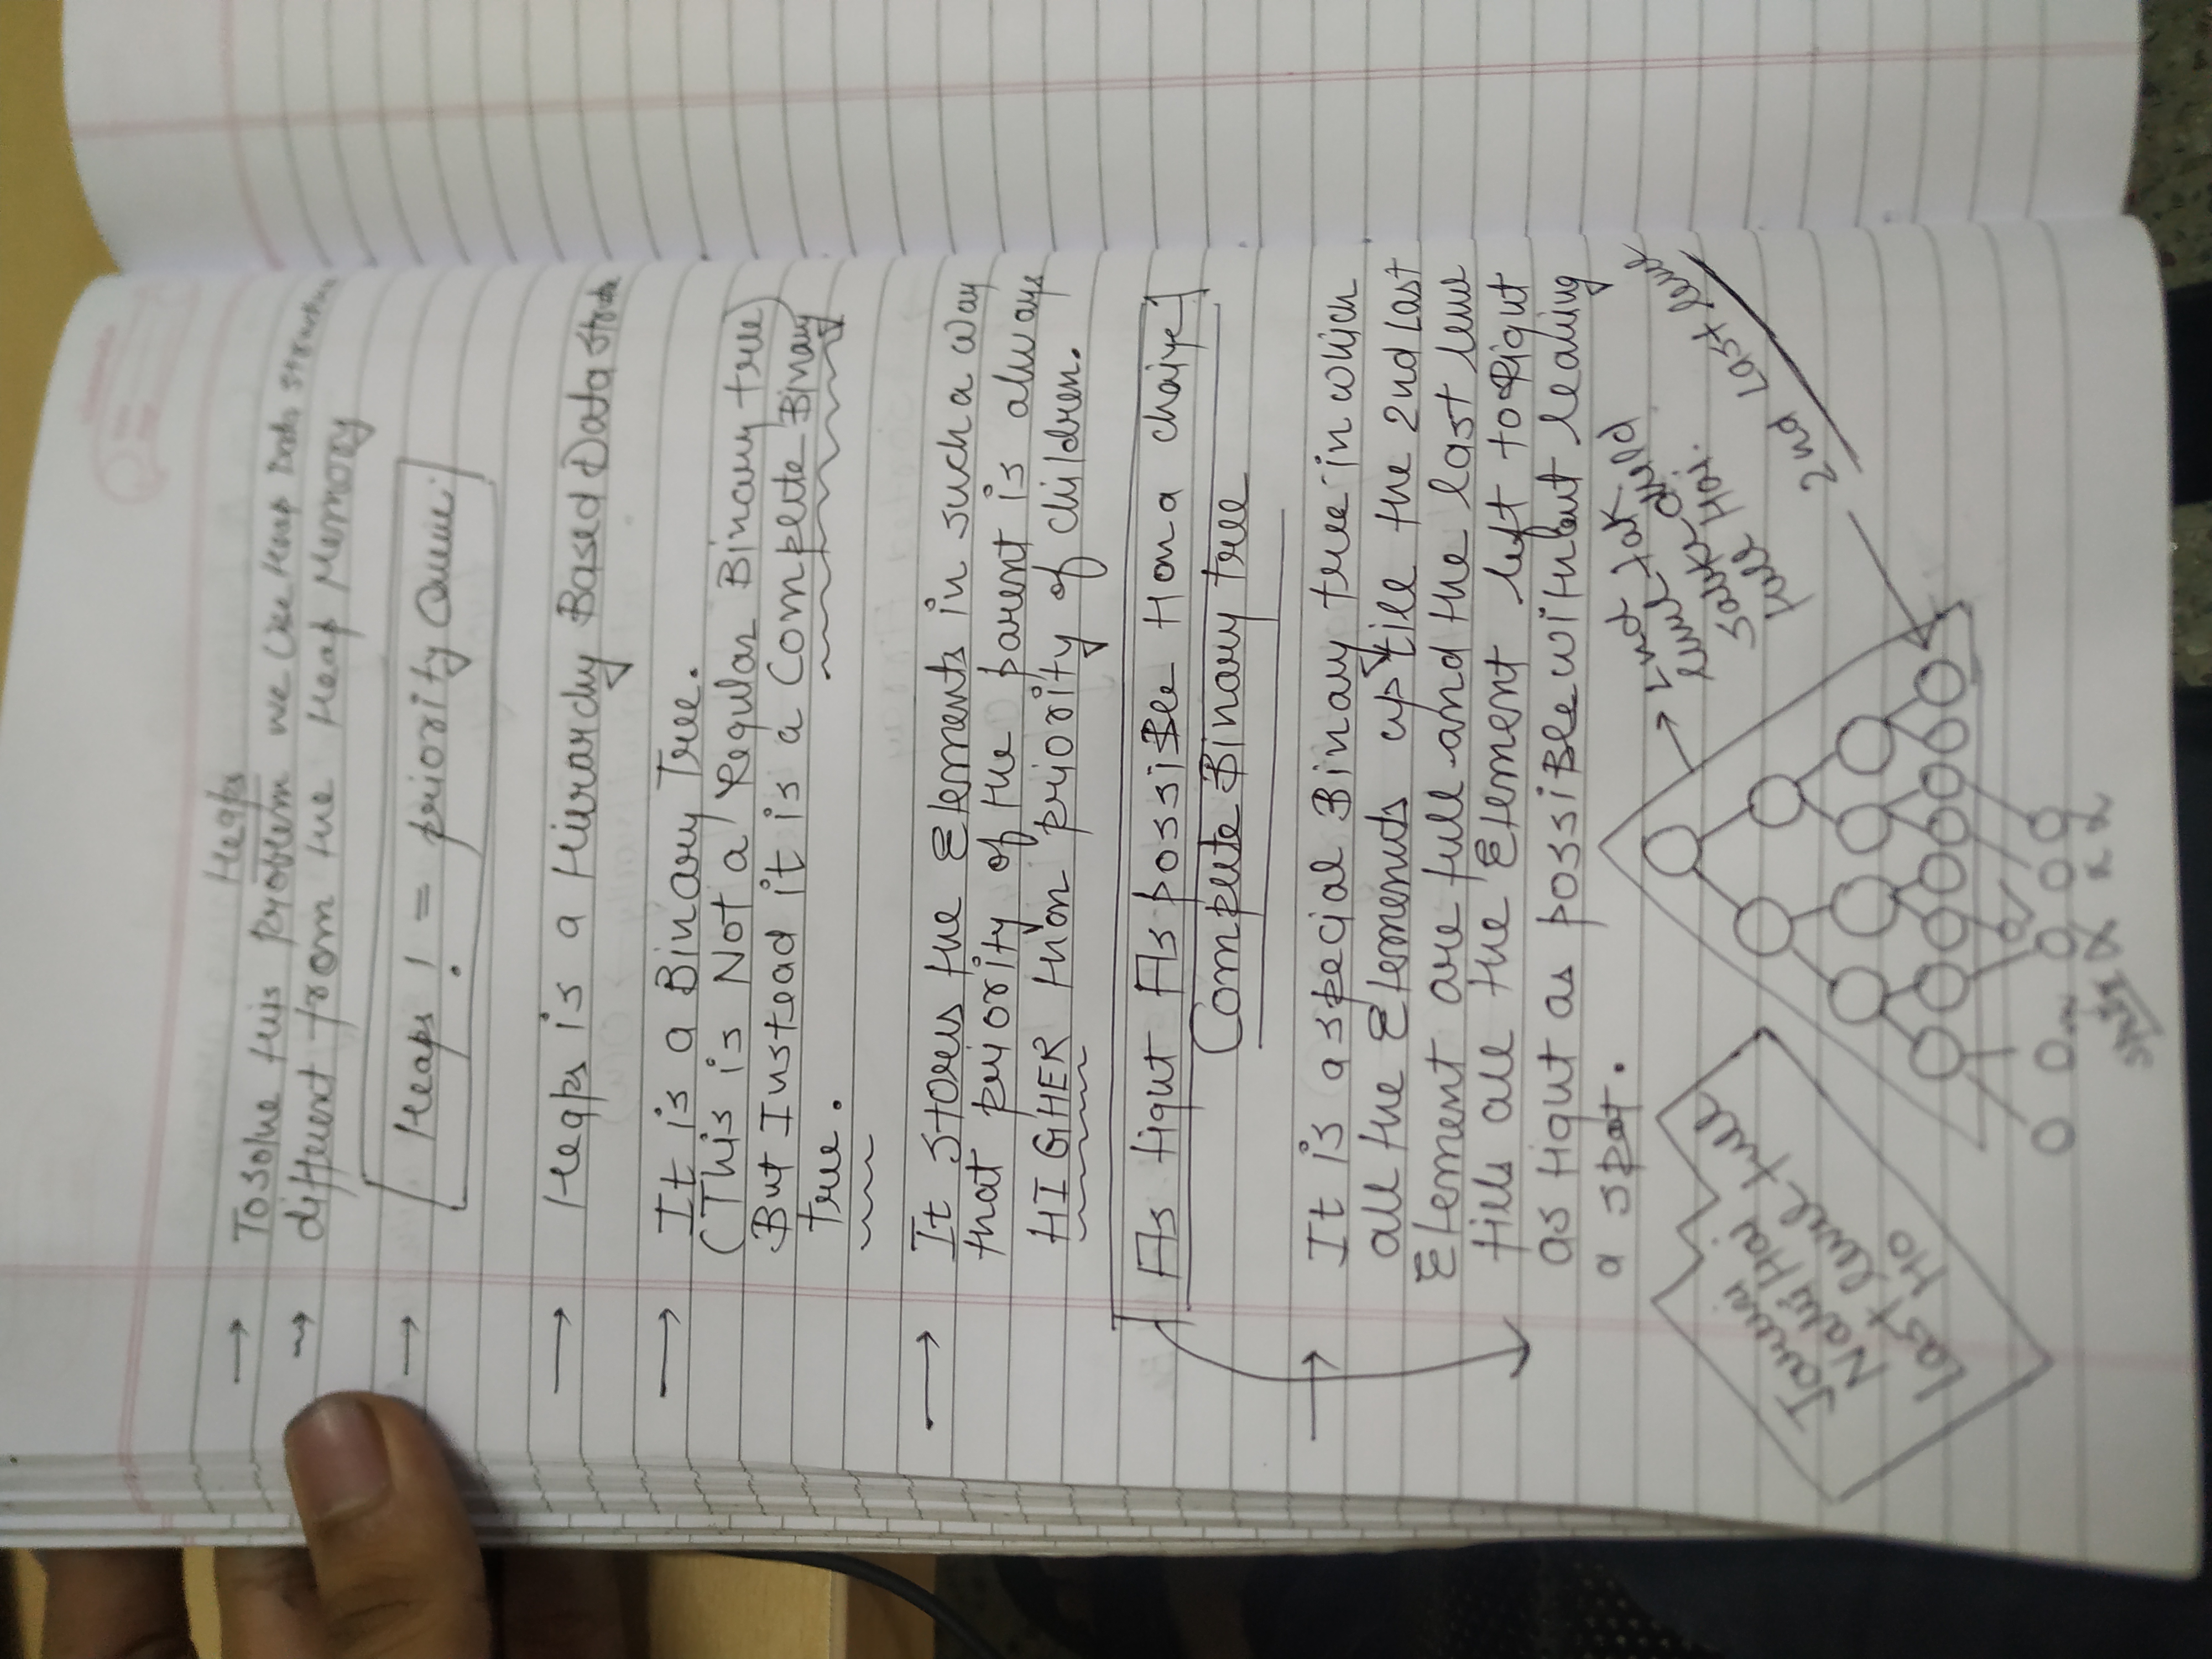 Heaps
→ To solve this problem we Use Heap Data structure
→ different from the Heap Memory
→ Heaps != priority Queue
→ Heaps is a Hierarchy Based Data Strctu
→ It is a Binary Tree.
(This is Not a Regular Binary tree)
But Instead it is a Complete Binary
tree.
→ It stores the Elements in such a way
that priority of the parent is always
HIGHER than priority of children.
As tight As possible Hona chaiye
Complete Binary tree
→ It is a special Binary tree in which
all the Elements up till the 2nd Last
Element are full and the last level
fills all the Element left to Right
as tight as possible without leaving
a spot.
2nd
level tak
sabke child
full Hai.
2nd Last level
Jaruri
Nahi Hai
Last level full
Ho